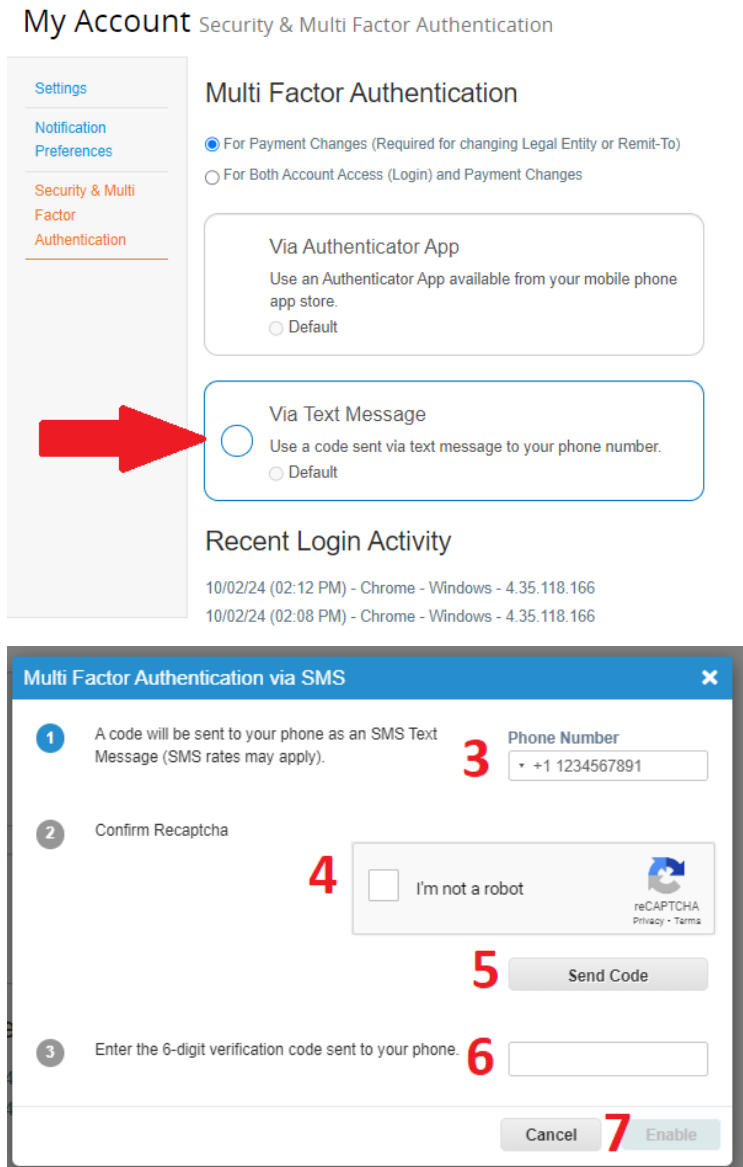 My Account Security & Multi Factor Authentication
Settings
Notification
Preferences
Security & Multi
Factor
Authentication
Multi Factor Authentication
For Payment Changes (Required for changing Legal Entity or Remit-To)
For Both Account Access (Login) and Payment Changes
Via Authenticator App
Use an Authenticator App available from your mobile phone
app store.
Default
Via Text Message
Use a code sent via text message to your phone number.
Default
Recent Login Activity
10/02/24 (02:12 PM) - Chrome - Windows - 4.35.118.166
10/02/24 (02:08 PM) - Chrome - Windows - 4.35.118.166
Multi Factor Authentication via SMS
1
A code will be sent to your phone as an SMS Text
Message (SMS rates may apply).
3
Phone Number
+1 1234567891
2
Confirm Recaptcha
4
I'm not a robot
reCAPTCHA
Privacy - Terms
5
Send Code
3
Enter the 6-digit verification code sent to your phone.
6
Cancel
7
Enable